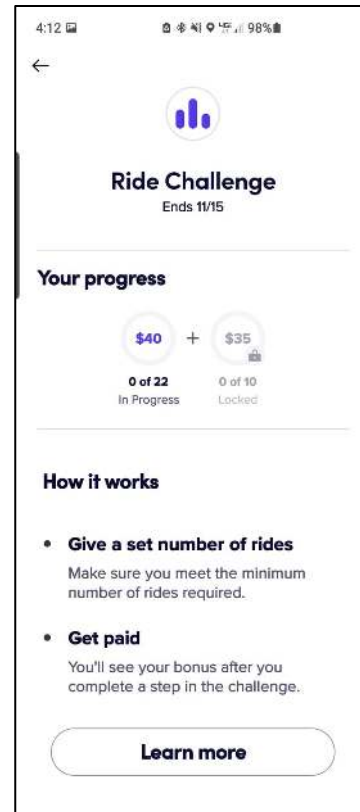 4:12 98%
Ride Challenge
Ends 11/15
Your progress
$40 + $35
0 of 22 0 of 10
In Progress Locked
How it works
• Give a set number of rides
Make sure you meet the minimum
number of rides required.
• Get paid
You'll see your bonus after you
complete a step in the challenge.
Learn more